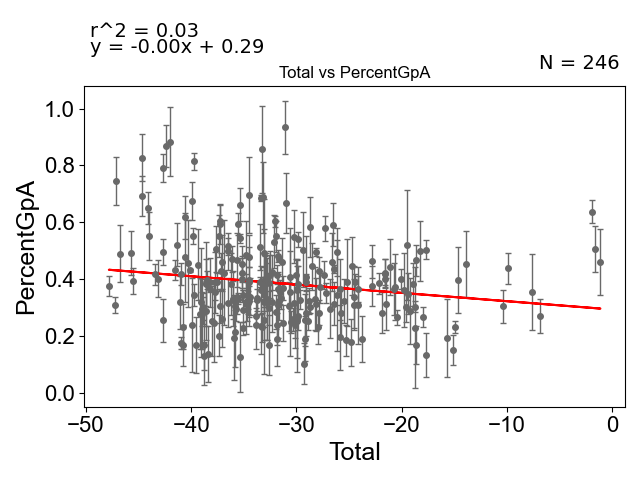 r^2 = 0.03
y = -0.00x + 0.29
N = 246
Total vs PercentGpA
PercentGpA
1.0
0.8
0.6
0.4
0.2
0.0
−50
−40
−30
−20
−10
0
Total